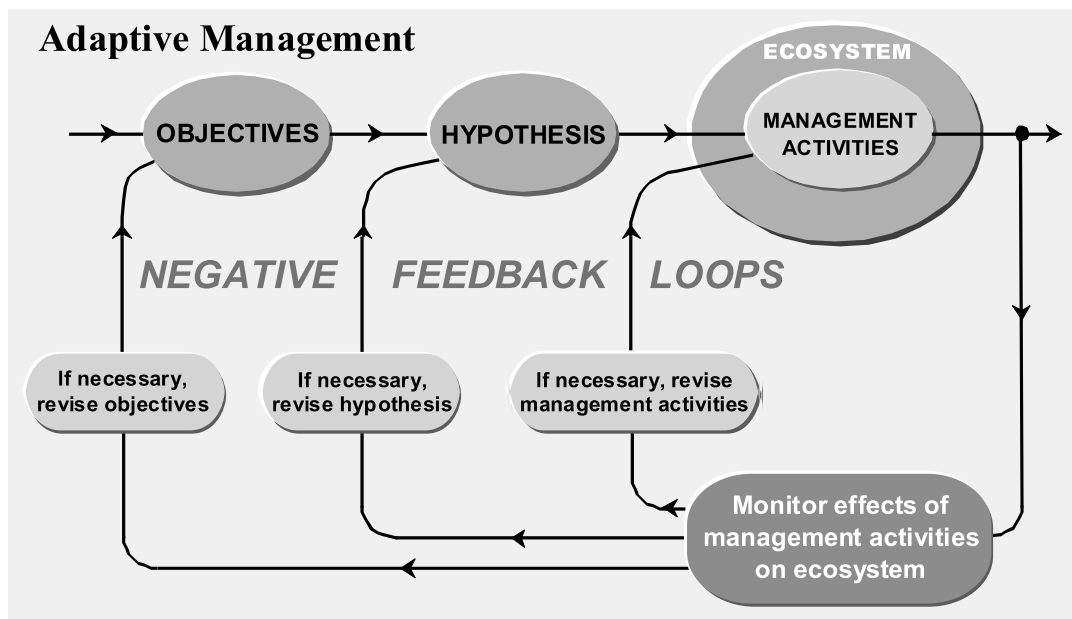 Adaptive Management
ECOSYSTEM
OBJECTIVES
HYPOTHESIS
MANAGEMENT
ACTIVITIES
NEGATIVE FEEDBACK LOOPS
If necessary,
revise objectives
If necessary,
revise hypothesis
If necessary, revise
management activities
Monitor effects of
management activities
on ecosystem